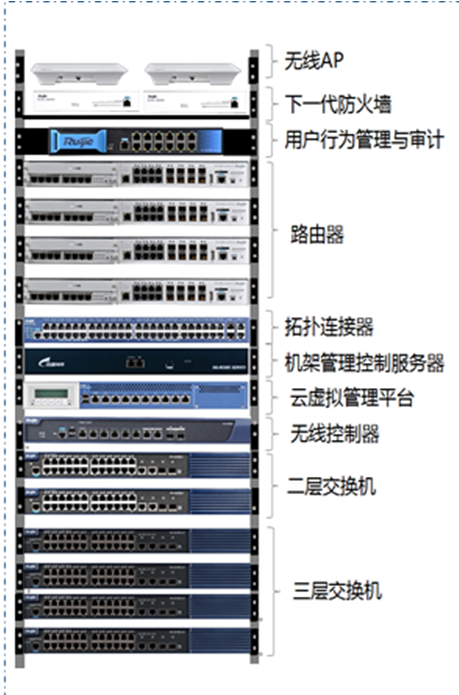 无线AP
下一代防火墙
Ruijie
用户行为管理与审计
路由器
拓扑连接器
机架管理控制服务器
云虚拟管理平台
无线控制器
二层交换机
三层交换机